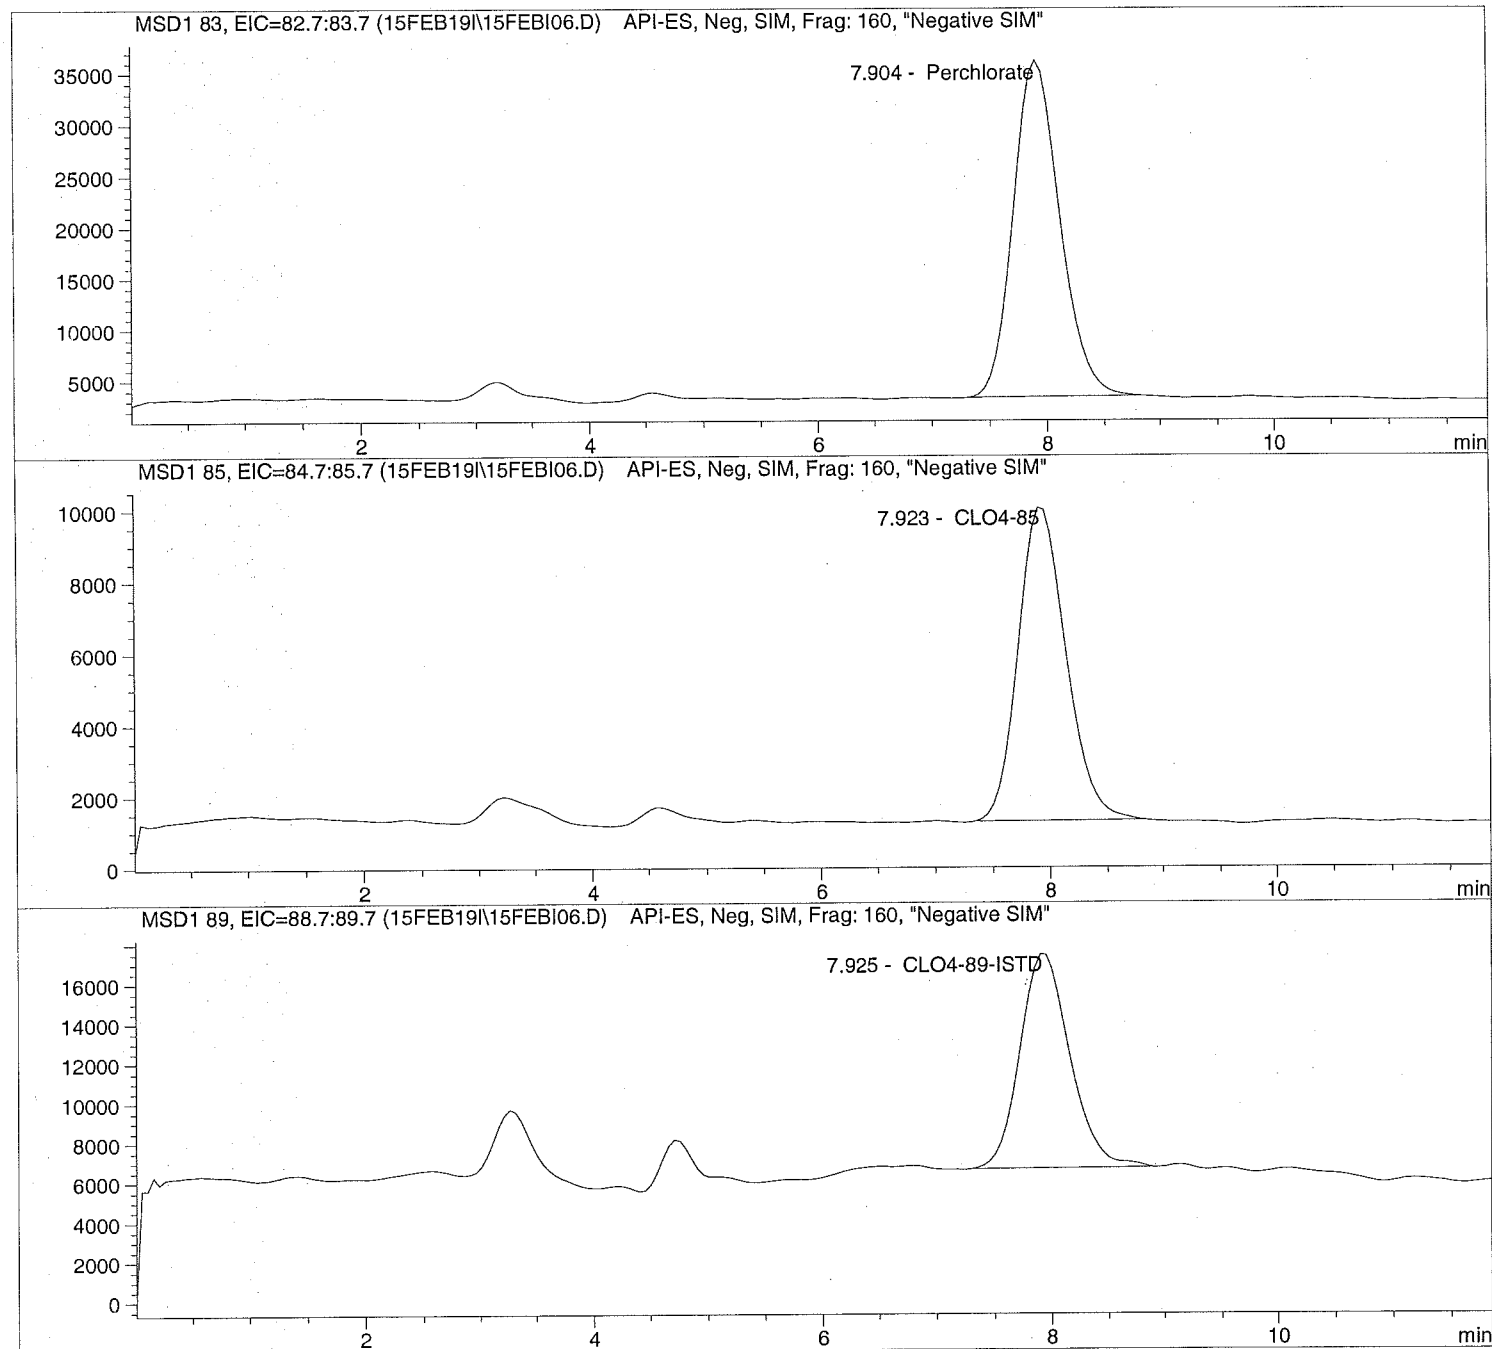 MSD1 83, EIC=82.7:83.7 (15FEB19I\15FEBI06.D) API-ES, Neg, SIM, Frag: 160, "Negative SIM"
7.904 - Perchlorate
35000
30000
25000
20000
15000
10000
5000
2 4 6 8 10 min
MSD1 85, EIC=84.7:85.7 (15FEB19I\15FEBI06.D) API-ES, Neg, SIM, Frag: 160, "Negative SIM"
7.923 - CLO4-85
10000
8000
6000
4000
2000
0
2 4 6 8 10 min
MSD1 89, EIC=88.7:89.7 (15FEB19I\15FEBI06.D) API-ES, Neg, SIM, Frag: 160, "Negative SIM"
7.925 - CLO4-89-ISTD
16000
14000
12000
10000
8000
6000
4000
2000
0
2 4 6 8 10 min